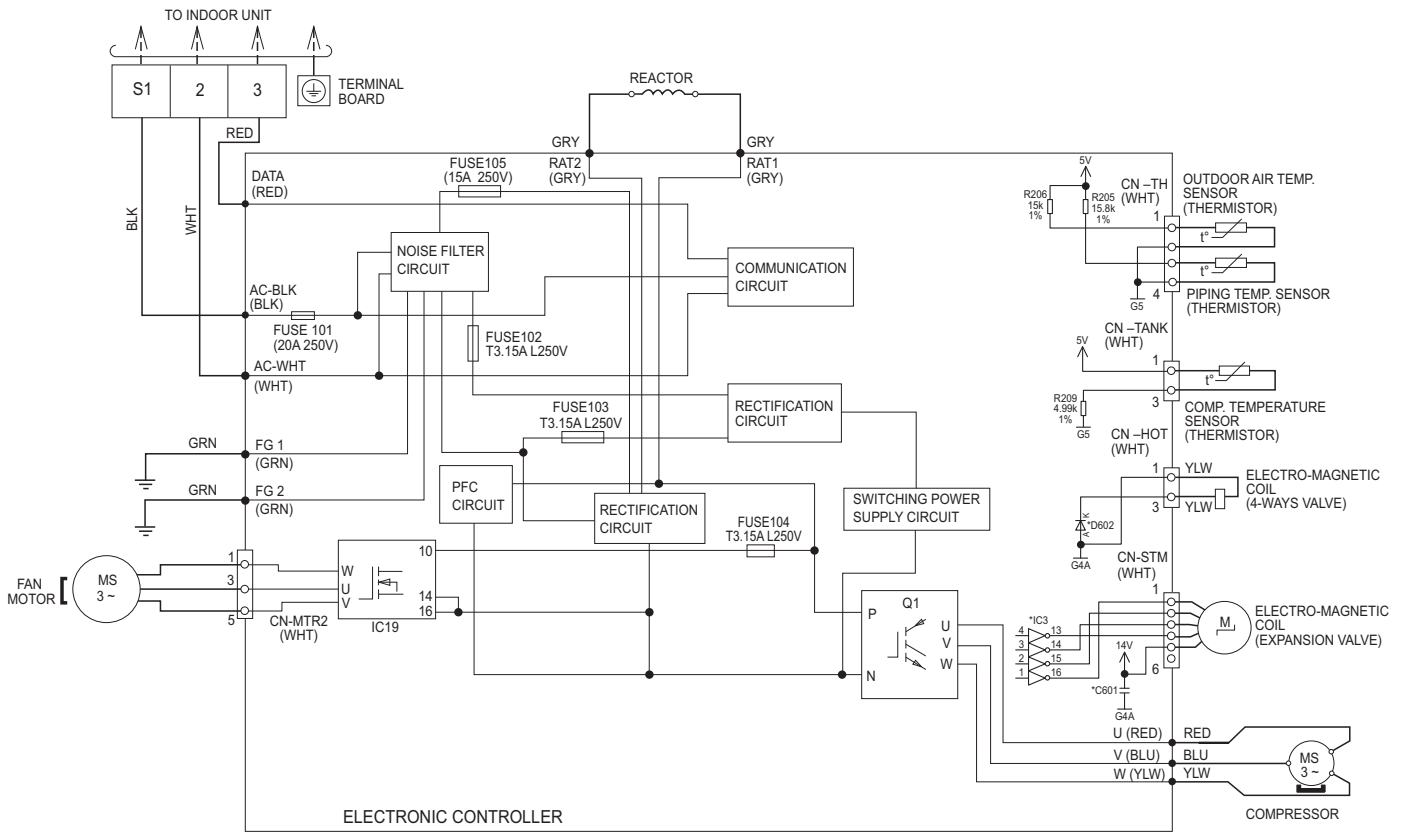 TO INDOOR UNIT
S1
2
3
TERMINAL
BOARD
REACTOR
RED
GRY
GRY
RAT2
(GRY)
RAT1
(GRY)
FUSE105
(15A 250V)
DATA
(RED)
BLK
WHT
NOISE FILTER
CIRCUIT
COMMUNICATION
CIRCUIT
AC-BLK
(BLK)
FUSE 101
(20A 250V)
FUSE102
T3.15A L250V
AC-WHT
(WHT)
FUSE103
T3.15A L250V
RECTIFICATION
CIRCUIT
GRN
FG 1
(GRN)
GRN
FG 2
(GRN)
PFC
CIRCUIT
RECTIFICATION
CIRCUIT
SWITCHING POWER
SUPPLY CIRCUIT
FUSE104
T3.15A L250V
FAN
MOTOR
MS
3 ~
1
3
5
CN-MTR2
(WHT)
W
U
V
10
14
16
IC19
Q1
P
N
U
V
W
5V
R206
15k
1%
R205
15.8k
1%
CN –TH
(WHT)
1
4
t°
t°
G5
OUTDOOR AIR TEMP.
SENSOR
(THERMISTOR)
PIPING TEMP. SENSOR
(THERMISTOR)
CN –TANK
(WHT)
5V
1
3
t°
R209
4.99k
1%
G5
COMP. TEMPERATURE
SENSOR
(THERMISTOR)
CN –HOT
(WHT)
1
3
YLW
YLW
A
K
*D602
G4A
ELECTRO-MAGNETIC
COIL
(4-WAYS VALVE)
CN-STM
(WHT)
1
6
*IC3
4
13
3
14
2
15
1
16
14V
*C601
G4A
M
ELECTRO-MAGNETIC
COIL
(EXPANSION VALVE)
U (RED)
RED
V (BLU)
BLU
W (YLW)
YLW
MS
3 ~
COMPRESSOR
ELECTRONIC CONTROLLER